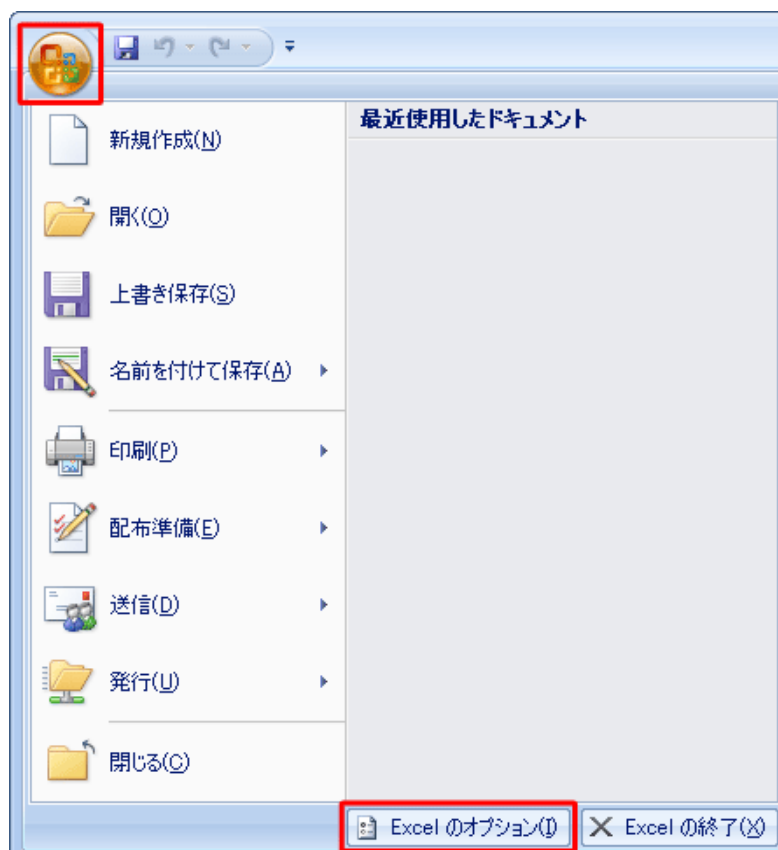 最近使用したドキュメント
新規作成(N)
開く(O)
上書き保存(S)
名前を付けて保存(A)
印刷(P)
配布準備(E)
送信(D)
発行(U)
閉じる(C)
Excel のオプション(I)
Excel の終了(X)